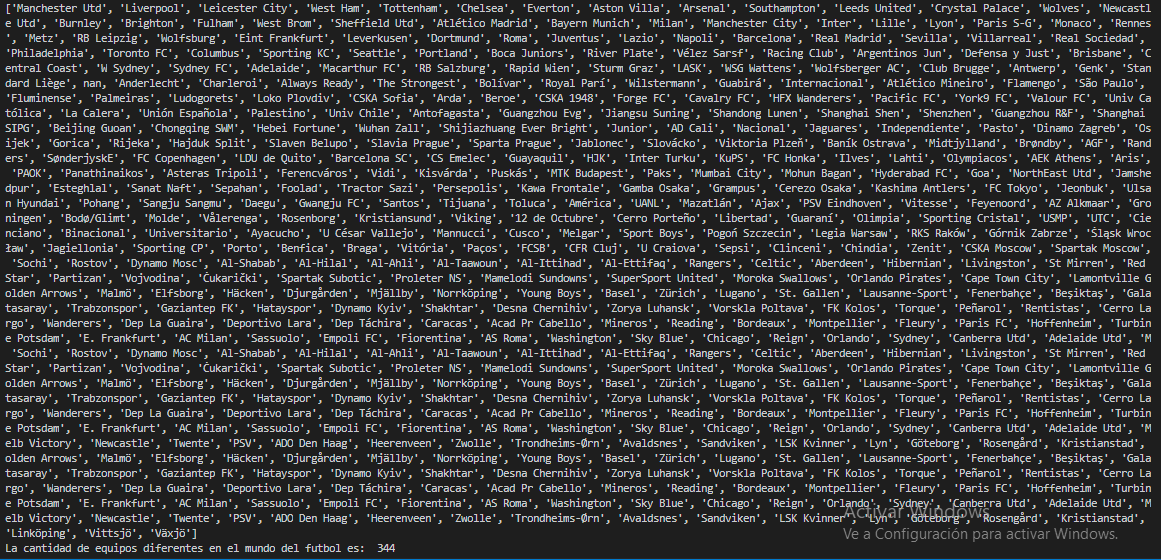 ['Manchester Utd', 'Liverpool', 'Leicester City', 'West Ham', 'Tottenham', 'Chelsea', 'Everton', 'Aston Villa', 'Arsenal', 'Southampton', 'Leeds United', 'Crystal Palace', 'Wolves', 'Newcastl
e Utd', 'Burnley', 'Brighton', 'Fulham', 'West Brom', 'Sheffield Utd', 'Atlético Madrid', 'Bayern Munich', 'Milan', 'Manchester City', 'Inter', 'Lille', 'Lyon', 'Paris S-G', 'Monaco', 'Rennes
', 'Metz', 'RB Leipzig', 'Wolfsburg', 'Eint Frankfurt', 'Leverkusen', 'Dortmund', 'Roma', 'Juventus', 'Lazio', 'Napoli', 'Barcelona', 'Real Madrid', 'Sevilla', 'Villarreal', 'Real Sociedad',
'Philadelphia', 'Toronto FC', 'Columbus', 'Sporting KC', 'Seattle', 'Portland', 'Boca Juniors', 'River Plate', 'Vélez Sarsf', 'Racing Club', 'Argentinos Jun', 'Defensa y Just', 'Brisbane', 'C
entral Coast', 'W Sydney', 'Sydney FC', 'Adelaide', 'Macarthur FC', 'RB Salzburg', 'Rapid Wien', 'Sturm Graz', 'LASK', 'WSG Wattens', 'Wolfsberger AC', 'Club Brugge', 'Antwerp', 'Genk', 'Stan
dard Liège', nan, 'Anderlecht', 'Charleroi', 'Always Ready', 'The Strongest', 'Bolívar', 'Royal Parí', 'Wilstermann', 'Guabirá', 'Internacional', 'Atlético Mineiro', 'Flamengo', 'São Paulo',
'Fluminense', 'Palmeiras', 'Ludogorets', 'Loko Plovdiv', 'CSKA Sofia', 'Arda', 'Beroe', 'CSKA 1948', 'Forge FC', 'Cavalry FC', 'HFX Wanderers', 'Pacific FC', 'York9 FC', 'Valour FC', 'Univ Ca
tólica', 'La Calera', 'Unión Española', 'Palestino', 'Univ Chile', 'Antofagasta', 'Guangzhou Evg', 'Jiangsu Suning', 'Shandong Lunen', 'Shanghai Shen', 'Shenzhen', 'Guangzhou R&F', 'Shanghai
SIPG', 'Beijing Guoan', 'Chongqing SWM', 'Hebei Fortune', 'Wuhan Zall', 'Shijiazhuang Ever Bright', 'Junior', 'AD Cali', 'Nacional', 'Jaguares', 'Independiente', 'Pasto', 'Dinamo Zagreb', 'Os
ijek', 'Gorica', 'Rijeka', 'Hajduk Split', 'Slaven Belupo', 'Slavia Prague', 'Sparta Prague', 'Jablonec', 'Slovácko', 'Viktoria Plzeň', 'Baník Ostrava', 'Midtjylland', 'Brøndby', 'AGF', 'Rand
ers', 'SønderjyskE', 'FC Copenhagen', 'LDU de Quito', 'Barcelona SC', 'CS Emelec', 'Guayaquil', 'HJK', 'Inter Turku', 'KuPS', 'FC Honka', 'Ilves', 'Lahti', 'Olympiacos', 'AEK Athens', 'Aris',
'PAOK', 'Panathinaikos', 'Asteras Tripoli', 'Ferencváros', 'Vidi', 'Kisvárda', 'Puskás', 'MTK Budapest', 'Paks', 'Mumbai City', 'Mohun Bagan', 'Hyderabad FC', 'Goa', 'NorthEast Utd', 'Jamshe
dpur', 'Esteghlal', 'Sanat Naft', 'Sepahan', 'Foolad', 'Tractor Sazi', 'Persepolis', 'Kawa Frontale', 'Gamba Osaka', 'Grampus', 'Cerezo Osaka', 'Kashima Antlers', 'FC Tokyo', 'Jeonbuk', 'Ulsa
n Hyundai', 'Pohang', 'Sangju Sangmu', 'Daegu', 'Gwangju FC', 'Santos', 'Tijuana', 'Toluca', 'América', 'UANL', 'Mazatlán', 'Ajax', 'PSV Eindhoven', 'Vitesse', 'Feyenoord', 'AZ Alkmaar', 'Gro
ningen', 'Bodø/Glimt', 'Molde', 'Vålerenga', 'Rosenborg', 'Kristiansund', 'Viking', '12 de Octubre', 'Cerro Porteño', 'Libertad', 'Guaraní', 'Olimpia', 'Sporting Cristal', 'USMP', 'UTC', 'Cie
nciano', 'Binacional', 'Universitario', 'Ayacucho', 'U César Vallejo', 'Mannucci', 'Cusco', 'Melgar', 'Sport Boys', 'Pogoń Szczecin', 'Legia Warsaw', 'RKS Raków', 'Górnik Zabrze', 'Śląsk Wroc
ław', 'Jagiellonia', 'Sporting CP', 'Porto', 'Benfica', 'Braga', 'Vitória', 'Paços', 'FCSB', 'CFR Cluj', 'U Craiova', 'Sepsi', 'Clinceni', 'Chindia', 'Zenit', 'CSKA Moscow', 'Spartak Moscow',
'Sochi', 'Rostov', 'Dynamo Mosc', 'Al-Shabab', 'Al-Hilal', 'Al-Ahli', 'Al-Taawoun', 'Al-Ittihad', 'Al-Ettifaq', 'Rangers', 'Celtic', 'Aberdeen', 'Hibernian', 'Livingston', 'St Mirren', 'Red
Star', 'Partizan', 'Vojvodina', 'Čukarički', 'Spartak Subotic', 'Proleter NS', 'Mamelodi Sundowns', 'SuperSport United', 'Moroka Swallows', 'Orlando Pirates', 'Cape Town City', 'Lamontville G
olden Arrows', 'Malmö', 'Elfsborg', 'Häcken', 'Djurgården', 'Mjällby', 'Norrköping', 'Young Boys', 'Basel', 'Zürich', 'Lugano', 'St. Gallen', 'Lausanne-Sport', 'Fenerbahçe', 'Beşiktaş', 'Gala
tasaray', 'Trabzonspor', 'Gaziantep FK', 'Hatayspor', 'Dynamo Kyiv', 'Shakhtar', 'Desna Chernihiv', 'Zorya Luhansk', 'Vorskla Poltava', 'FK Kolos', 'Torque', 'Peñarol', 'Rentistas', 'Cerro La
rgo', 'Wanderers', 'Dep La Guaira', 'Deportivo Lara', 'Dep Táchira', 'Caracas', 'Acad Pr Cabello', 'Mineros', 'Reading', 'Bordeaux', 'Montpellier', 'Fleury', 'Paris FC', 'Hoffenheim', 'Turbin
e Potsdam', 'E. Frankfurt', 'AC Milan', 'Sassuolo', 'Empoli FC', 'Fiorentina', 'AS Roma', 'Washington', 'Sky Blue', 'Chicago', 'Reign', 'Orlando', 'Sydney', 'Canberra Utd', 'Adelaide Utd', 'M
'Sochi', 'Rostov', 'Dynamo Mosc', 'Al-Shabab', 'Al-Hilal', 'Al-Ahli', 'Al-Taawoun', 'Al-Ittihad', 'Al-Ettifaq', 'Rangers', 'Celtic', 'Aberdeen', 'Hibernian', 'Livingston', 'St Mirren', 'Red
Star', 'Partizan', 'Vojvodina', 'Čukarički', 'Spartak Subotic', 'Proleter NS', 'Mamelodi Sundowns', 'SuperSport United', 'Moroka Swallows', 'Orlando Pirates', 'Cape Town City', 'Lamontville G
olden Arrows', 'Malmö', 'Elfsborg', 'Häcken', 'Djurgården', 'Mjällby', 'Norrköping', 'Young Boys', 'Basel', 'Zürich', 'Lugano', 'St. Gallen', 'Lausanne-Sport', 'Fenerbahçe', 'Beşiktaş', 'Gala
tasaray', 'Trabzonspor', 'Gaziantep FK', 'Hatayspor', 'Dynamo Kyiv', 'Shakhtar', 'Desna Chernihiv', 'Zorya Luhansk', 'Vorskla Poltava', 'FK Kolos', 'Torque', 'Peñarol', 'Rentistas', 'Cerro La
rgo', 'Wanderers', 'Dep La Guaira', 'Deportivo Lara', 'Dep Táchira', 'Caracas', 'Acad Pr Cabello', 'Mineros', 'Reading', 'Bordeaux', 'Montpellier', 'Fleury', 'Paris FC', 'Hoffenheim', 'Turbin
e Potsdam', 'E. Frankfurt', 'AC Milan', 'Sassuolo', 'Empoli FC', 'Fiorentina', 'AS Roma', 'Washington', 'Sky Blue', 'Chicago', 'Reign', 'Orlando', 'Sydney', 'Canberra Utd', 'Adelaide Utd', 'M
elb Victory', 'Newcastle', 'Twente', 'PSV', 'ADO Den Haag', 'Heerenveen', 'Zwolle', 'Trondheims-Ørn', 'Avaldsnes', 'Sandviken', 'LSK Kvinner', 'Lyn', 'Göteborg', 'Rosengård', 'Kristianstad',
olden Arrows', 'Malmö', 'Elfsborg', 'Häcken', 'Djurgården', 'Mjällby', 'Norrköping', 'Young Boys', 'Basel', 'Zürich', 'Lugano', 'St. Gallen', 'Lausanne-Sport', 'Fenerbahçe', 'Beşiktaş', 'Gala
tasaray', 'Trabzonspor', 'Gaziantep FK', 'Hatayspor', 'Dynamo Kyiv', 'Shakhtar', 'Desna Chernihiv', 'Zorya Luhansk', 'Vorskla Poltava', 'FK Kolos', 'Torque', 'Peñarol', 'Rentistas', 'Cerro La
rgo', 'Wanderers', 'Dep La Guaira', 'Deportivo Lara', 'Dep Táchira', 'Caracas', 'Acad Pr Cabello', 'Mineros', 'Reading', 'Bordeaux', 'Montpellier', 'Fleury', 'Paris FC', 'Hoffenheim', 'Turbin
e Potsdam', 'E. Frankfurt', 'AC Milan', 'Sassuolo', 'Empoli FC', 'Fiorentina', 'AS Roma', 'Washington', 'Sky Blue', 'Chicago', 'Reign', 'Orlando', 'Sydney', 'Canberra Utd', 'Adelaide Utd', 'M
elb Victory', 'Newcastle', 'Twente', 'PSV', 'ADO Den Haag', 'Heerenveen', 'Zwolle', 'Trondheims-Ørn', 'Avaldsnes', 'Sandviken', 'LSK Kvinner', 'Lyn', 'Göteborg', 'Rosengård', 'Kristianstad',
'Linköping', 'Vittsjö', 'Växjö']
Activar Windows
Ve a Configuración para activar Windows.
La cantidad de equipos diferentes en el mundo del futbol es:  344